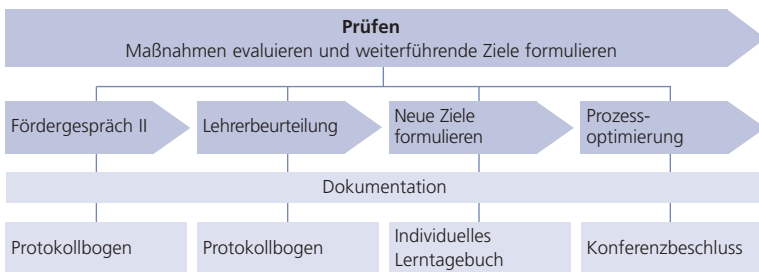 Prüfen
Maßnahmen evaluieren und weiterführende Ziele formulieren
Fördergespräch II
Lehrerbeurteilung
Neue Ziele
formulieren
Prozess-
optimierung
Dokumentation
Protokollbogen
Protokollbogen
Individuelles
Lerntagebuch
Konferenzbeschluss